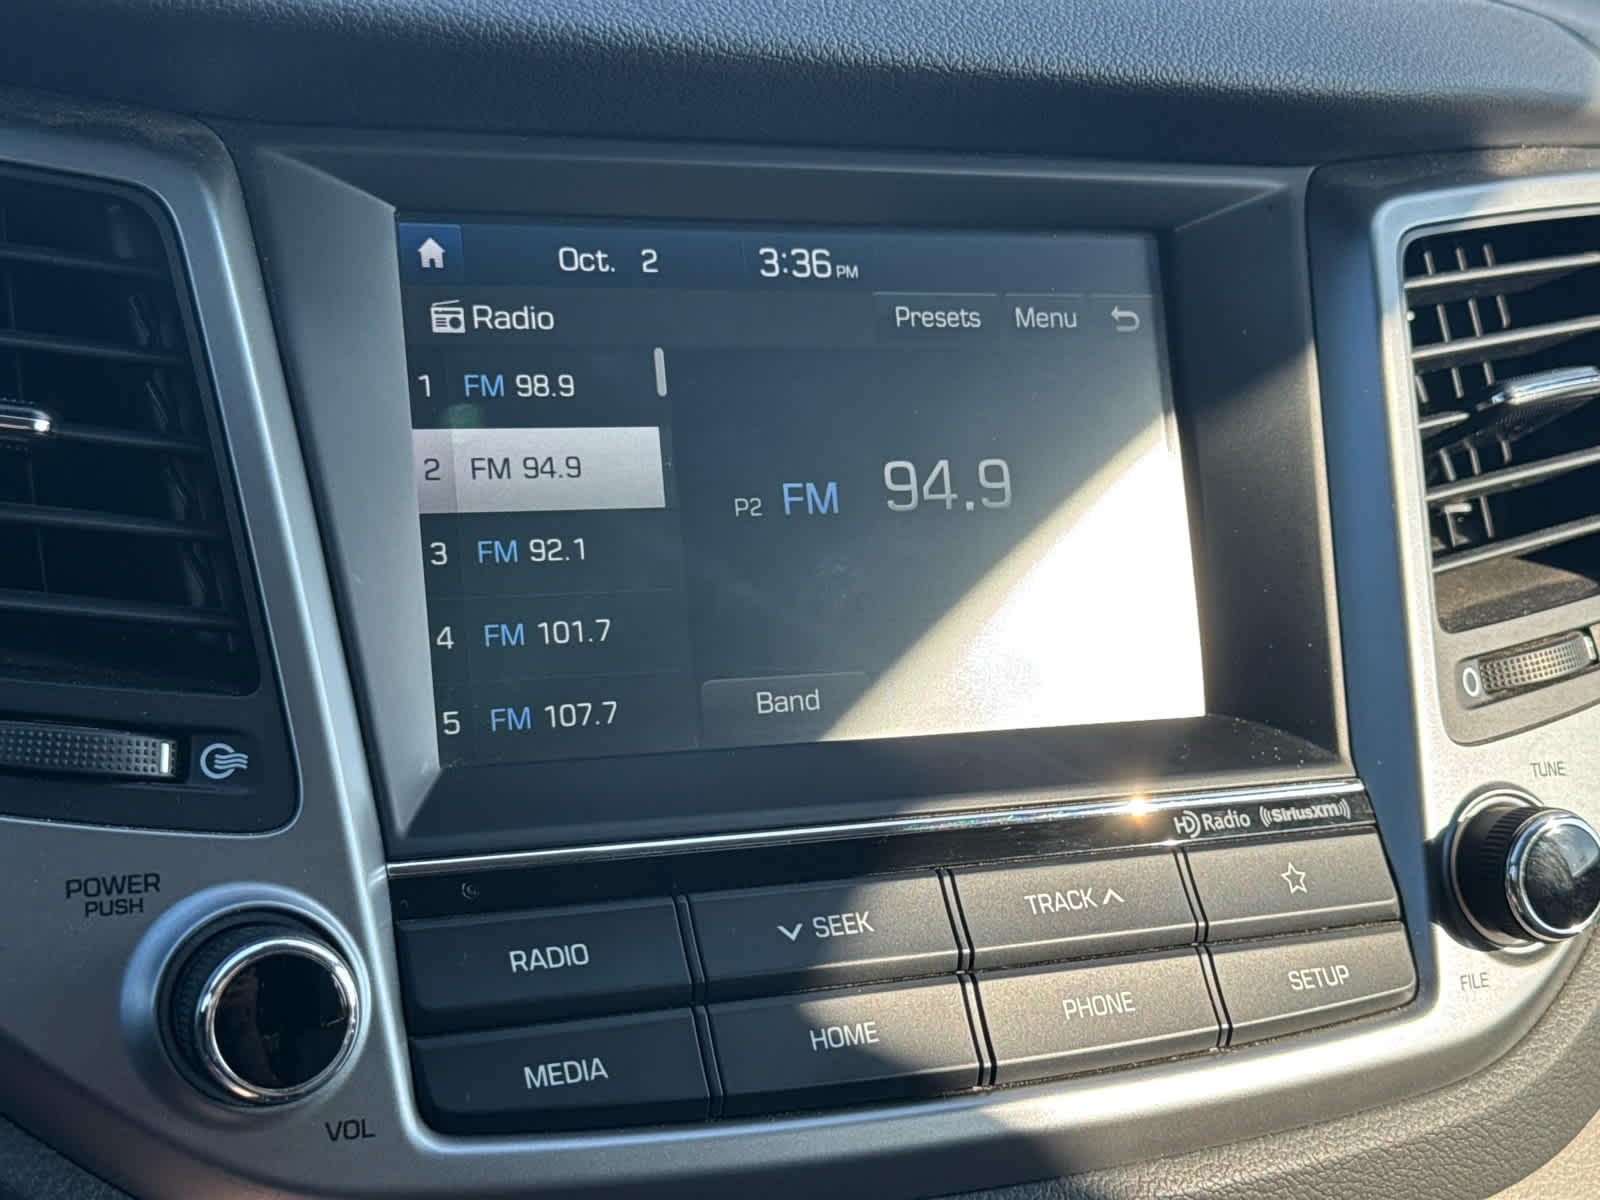 Oct. 2 3:36 PM
Radio Presets Menu
1 FM 98.9
2 FM 94.9
P2 FM 94.9
3 FM 92.1
4 FM 101.7
5 FM 107.7
Band
HD Radio ((SiriusXM))
TUNE
POWER
PUSH
RADIO
SEEK
TRACK
MEDIA
HOME
PHONE
SETUP
FILE
VOL